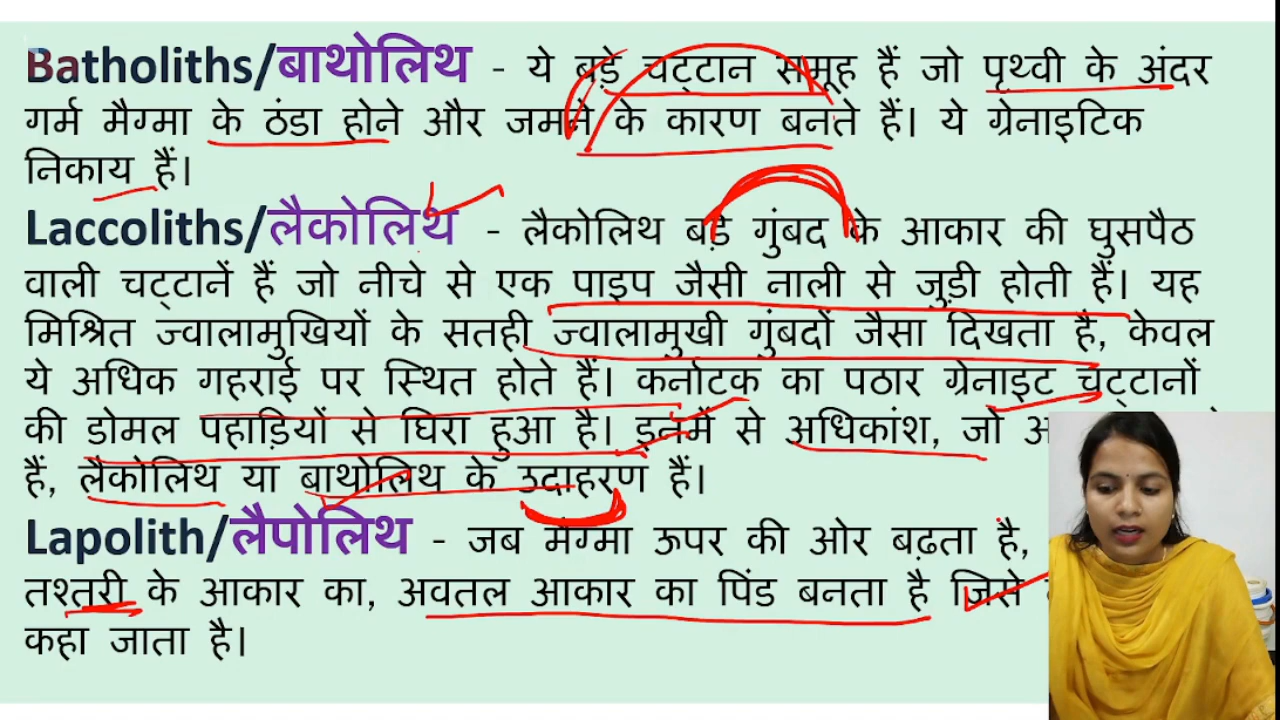 Batholiths/बाथोलिथ - ये बड़े चट्टान समूह हैं जो पृथ्वी के अंदर
गर्म मैग्मा के ठंडा होने और जमने के कारण बनते हैं। ये ग्रेनाइटिक
निकाय हैं।
Laccoliths/लैकोलिथ - लैकोलिथ बड़े गुंबद के आकार की घुसपैठ
वाली चट्टानें हैं जो नीचे से एक पाइप जैसी नाली से जुड़ी होती हैं। यह
मिश्रित ज्वालामुखियों के सतही ज्वालामुखी गुंबदों जैसा दिखता है, केवल
ये अधिक गहराई पर स्थित होते हैं। कर्नाटक का पठार ग्रेनाइट चट्टानों
की डोमल पहाड़ियों से घिरा हुआ है। इनमें से अधिकांश, जो
हैं, लैकोलिथ या बाथोलिथ के उदाहरण हैं।
Lapolith/लैपोलिथ - जब मैग्मा ऊपर की ओर बढ़ता है,
तश्तरी के आकार का, अवतल आकार का पिंड बनता है जिसे
कहा जाता है।